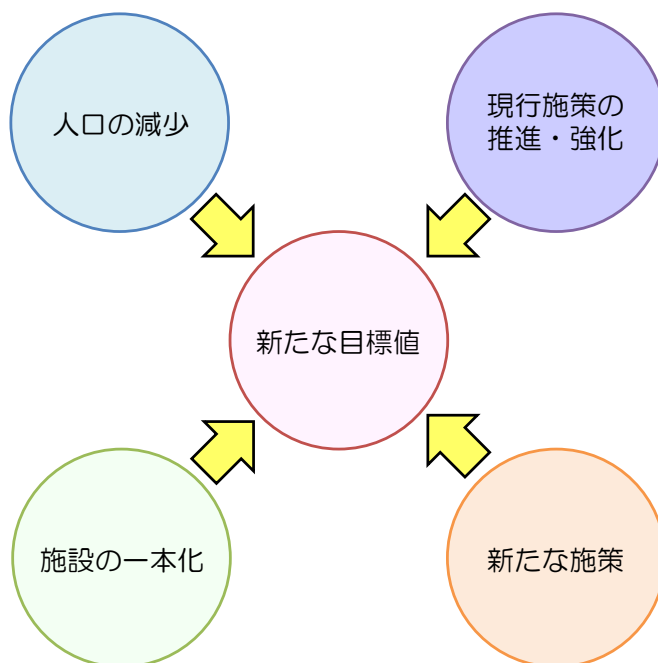 人口の減少
現行施策の
推進・強化
新たな目標値
施設の一本化
新たな施策